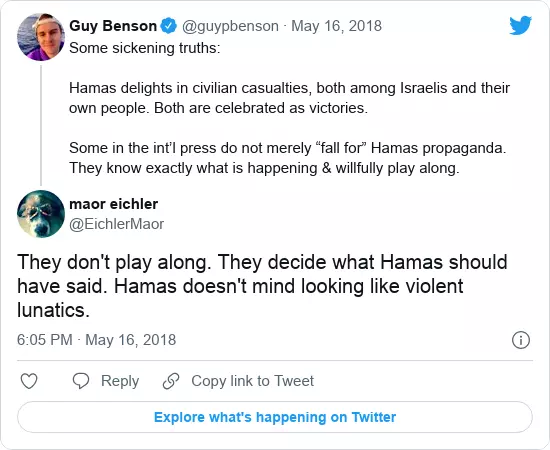 Guy Benson @guypbenson · May 16, 2018
Some sickening truths:
Hamas delights in civilian casualties, both among Israelis and their
own people. Both are celebrated as victories.
Some in the int’l press do not merely “fall for” Hamas propaganda.
They know exactly what is happening & willfully play along.
maor eichler
@EichlerMaor
They don't play along. They decide what Hamas should
have said. Hamas doesn't mind looking like violent
lunatics.
6:05 PM · May 16, 2018
Reply
Copy link to Tweet
Explore what's happening on Twitter